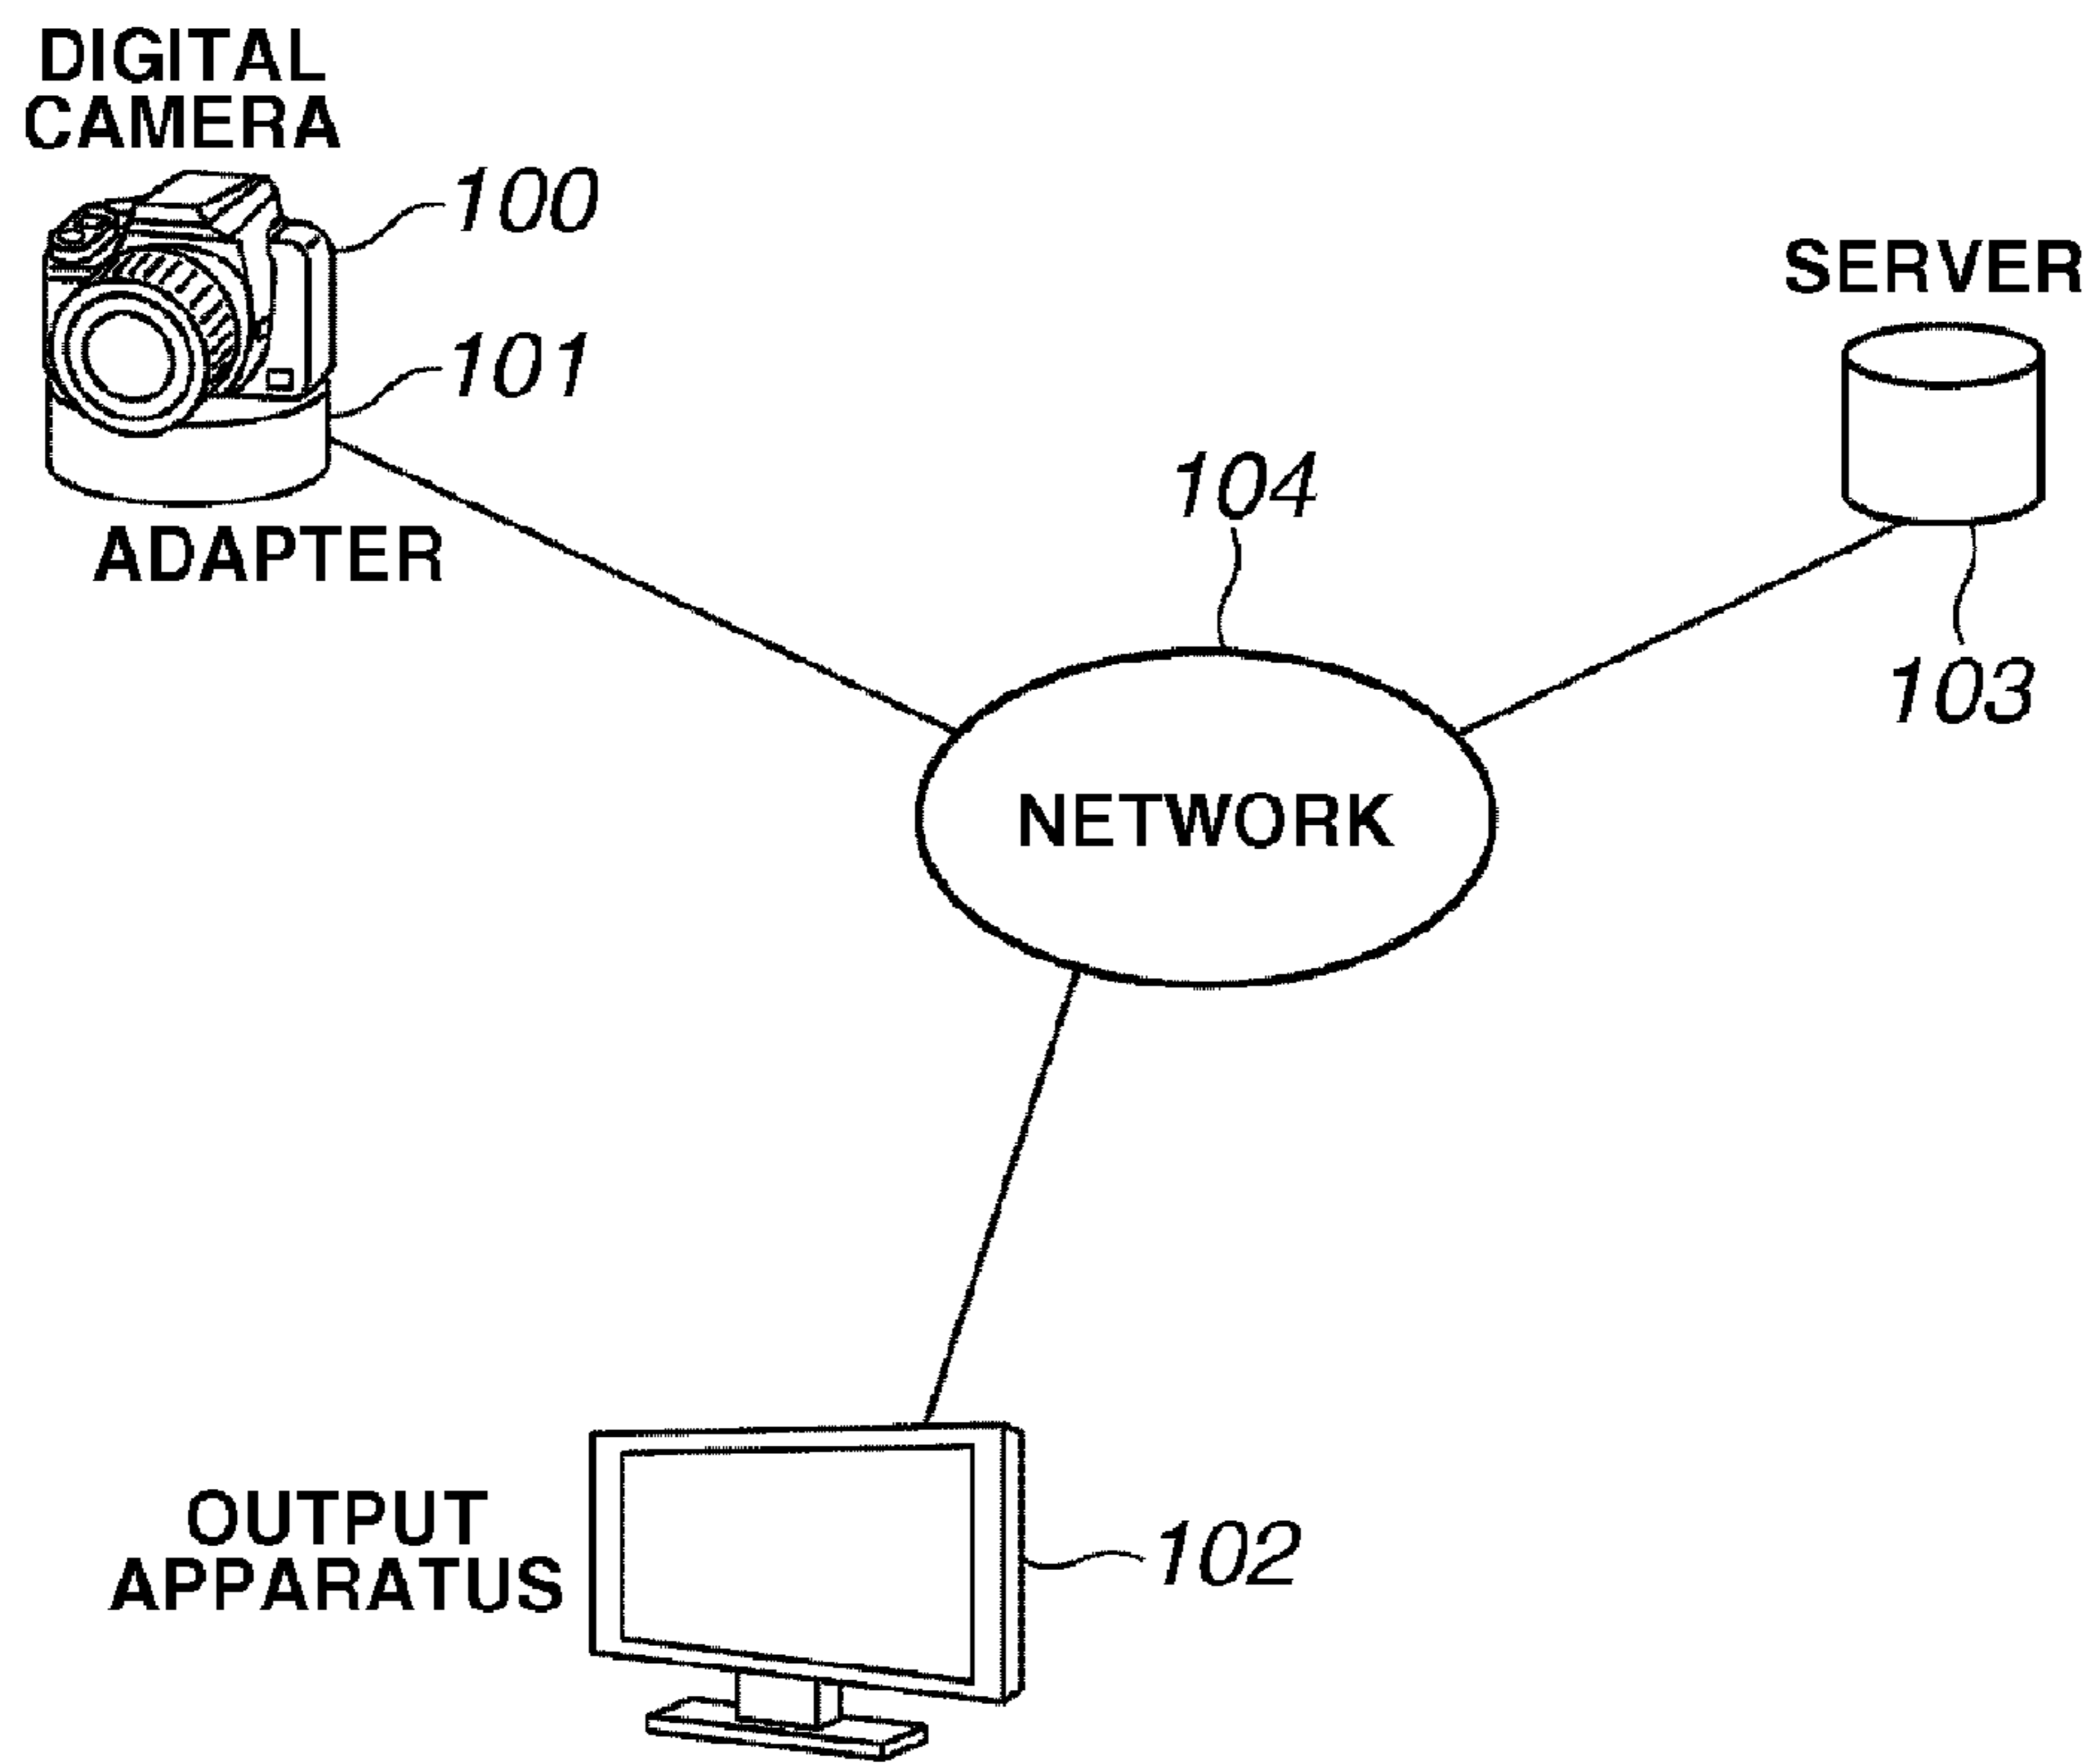 DIGITAL
CAMERA
100
101
ADAPTER
SERVER
103
104
NETWORK
OUTPUT
APPARATUS
102